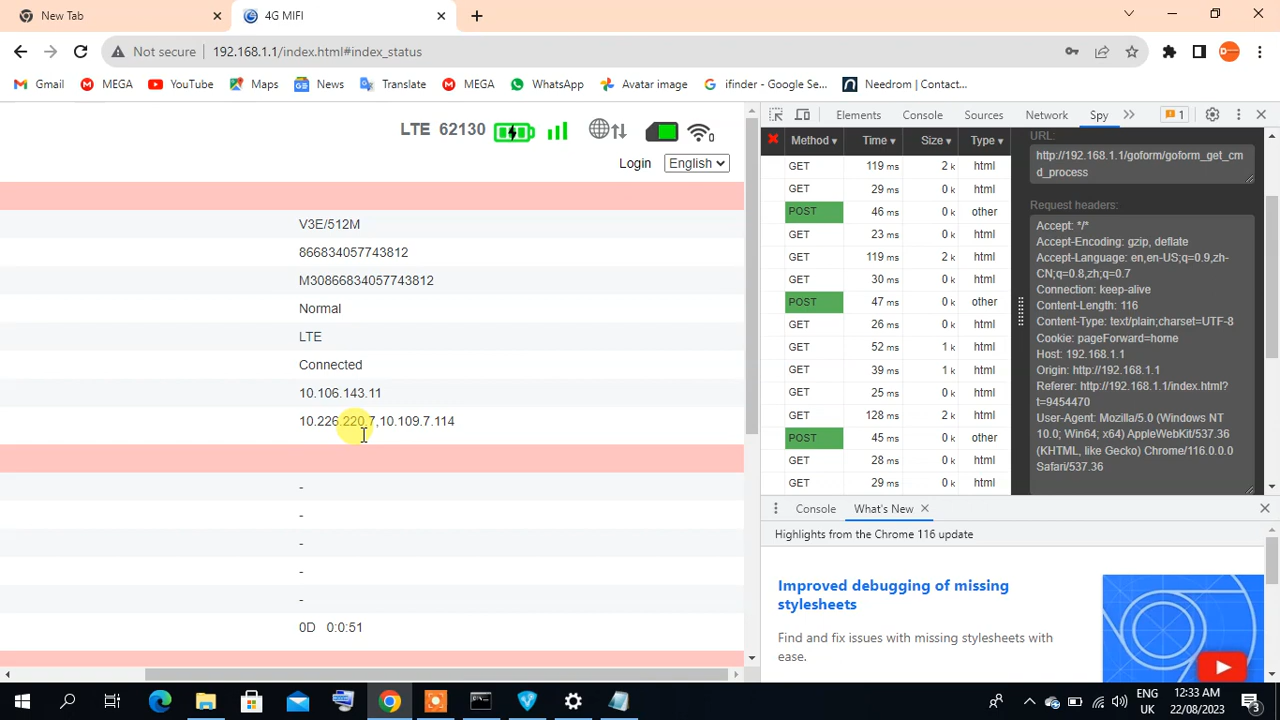 New Tab
4G MIFI
Not secure
192.168.1.1/index.html#index_status
Gmail
MEGA
YouTube
Maps
News
Translate
MEGA
WhatsApp
Avatar image
ifinder - Google Se...
Needrom | Contact...
LTE 62130
0
Login
English
V3E/512M
866834057743812
M30866834057743812
Normal
LTE
Connected
10.106.143.11
10.226.220.7,10.109.7.114
-
-
-
-
-
0D 0:0:51
Elements
Console
Sources
Network
Spy
1
Method Time Size Type
GET 119 ms 2 k html
GET 29 ms 0 k html
POST 46 ms 0 k other
GET 23 ms 0 k html
GET 119 ms 2 k html
GET 30 ms 0 k html
POST 47 ms 0 k other
GET 26 ms 0 k html
GET 52 ms 1 k html
GET 39 ms 1 k html
GET 25 ms 0 k html
GET 128 ms 2 k html
POST 45 ms 0 k other
GET 28 ms 0 k html
GET 29 ms 0 k html
URL:
http://192.168.1.1/goform/goform_get_cm
d_process
Request headers:
Accept: */*
Accept-Encoding: gzip, deflate
Accept-Language: en,en-US;q=0.9,zh-
CN;q=0.8,zh;q=0.7
Connection: keep-alive
Content-Length: 116
Content-Type: text/plain;charset=UTF-8
Cookie: pageForward=home
Host: 192.168.1.1
Origin: http://192.168.1.1
Referer: http://192.168.1.1/index.html?
t=9454470
User-Agent: Mozilla/5.0 (Windows NT
10.0; Win64; x64) AppleWebKit/537.36
(KHTML, like Gecko) Chrome/116.0.0.0
Safari/537.36
Console
What's New
Highlights from the Chrome 116 update
Improved debugging of missing
stylesheets
Find and fix issues with missing stylesheets with
ease.
ENG
UK
12:33 AM
22/08/2023
3